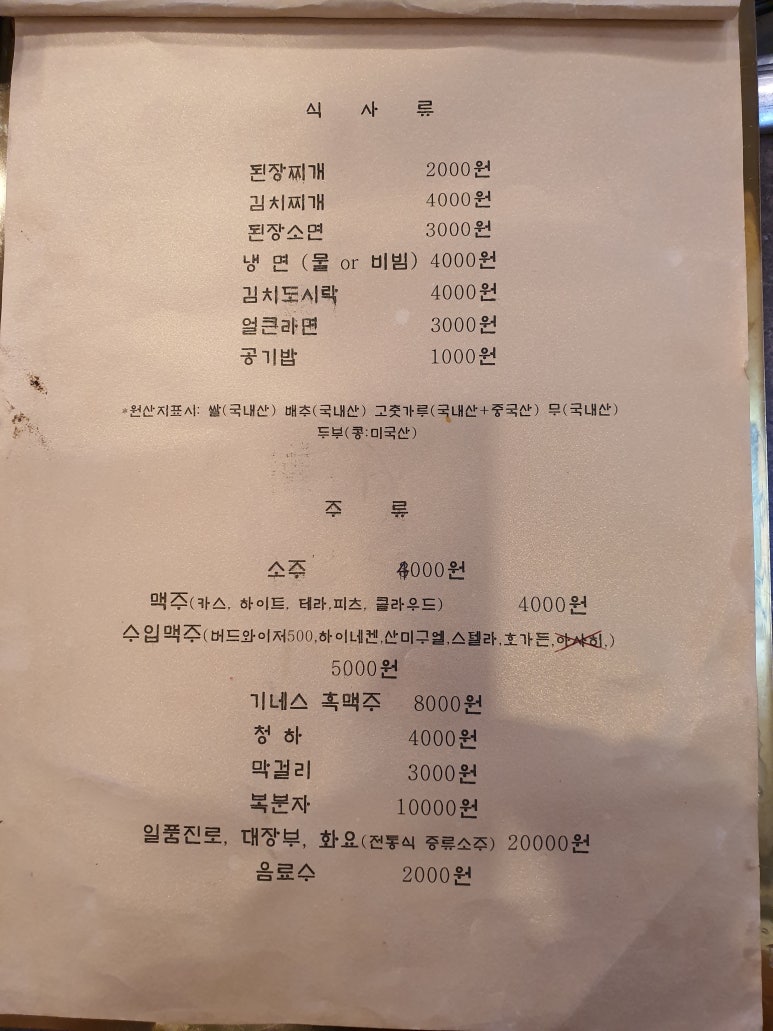 식 사 류
된장찌개 2000원
김치찌개 4000원
된장소면 3000원
냉 면 (물 or 비빔) 4000원
김치도시락 4000원
얼큰라면 3000원
공기밥 1000원
*원산지표시: 쌀(국내산) 배추(국내산) 고춧가루(국내산+중국산) 무(국내산)
두부(콩:미국산)
주 류
소주 4000원
맥주(카스, 하이트, 테라,피츠, 클라우드) 4000원
수입맥주(버드와이저500,하이네켄,산미구엘,스텔라,호가든,아사히,)
5000원
기네스 흑맥주 8000원
청 하 4000원
막걸리 3000원
복분자 10000원
일품진로, 대장부, 화요(전통식 증류소주) 20000원
음료수 2000원